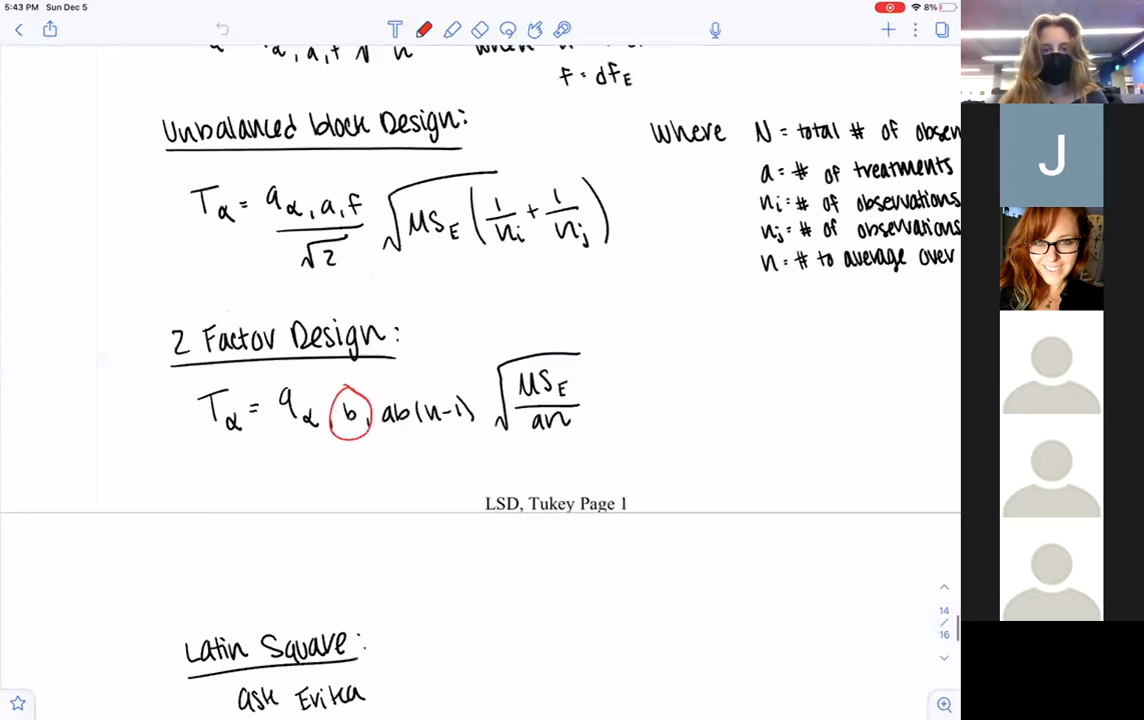 5:43 PM Sun Dec 5
8%
f = dfE
Unbalanced block Design:
Tα = qα, a, f / √2 √MSE (1/ni + 1/nj)
Where N = total # of obser
a = # of treatments
ni = # of observations
nj = # of observations
n = # to average over
J
2 Factor Design:
Tα = qα, b, ab(n-1) √MSE/an
LSD, Tukey Page 1
14
/
16
Latin Square:
ask Erika